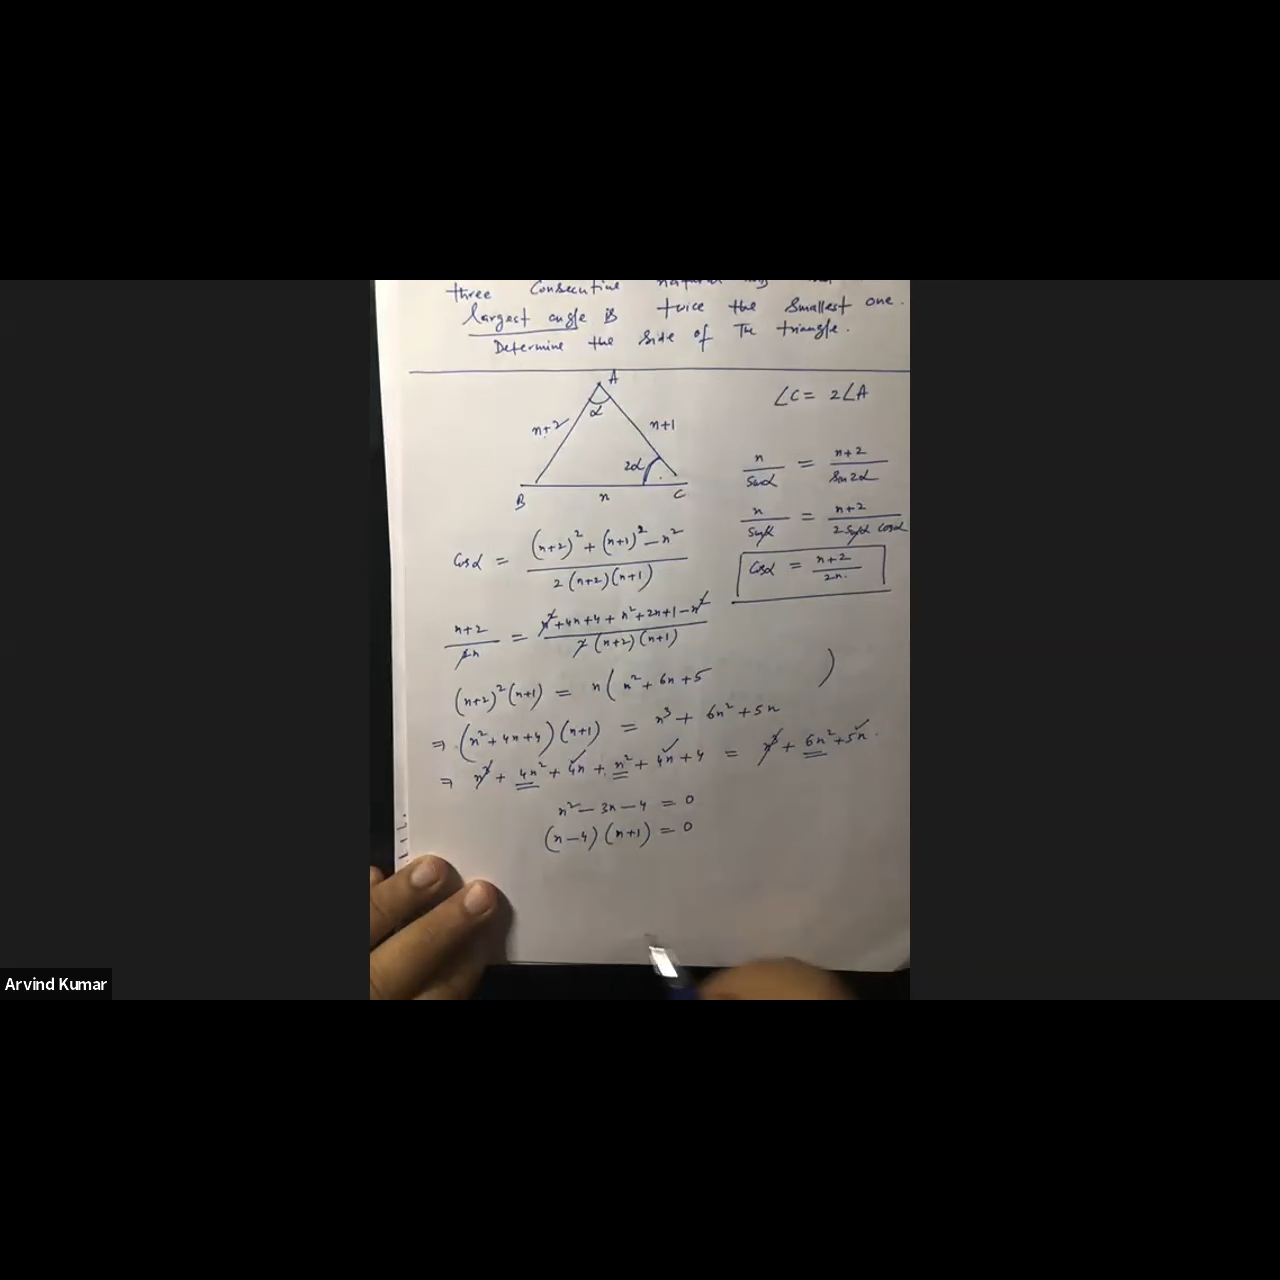 three Consecutive natural
largest angle is twice the smallest one.
Determine the side of The triangle.
A
∠C = 2∠A
α
n+2
n+1
2α
B
n
C
n/sinα = (n+2)/sin2α
n/sinα = (n+2)/(2 sinα cosα)
cosα = (n+2)/2n.
cosα = ((n+2)² + (n+1)² – n²)/(2(n+2)(n+1))
(n+2)/2n = (n²+4n+4 + n²+2n+1 – n²)/(2(n+2)(n+1))
(n+2)²(n+1) = n(n² + 6n + 5 )
⇒ (n²+4n+4)(n+1) = n³ + 6n² + 5n
⇒ n³ + 4n² + 4n + n² + 4n + 4 = n³ + 6n² + 5n.
n² – 3n – 4 = 0
(n–4)(n+1) = 0
Arvind Kumar